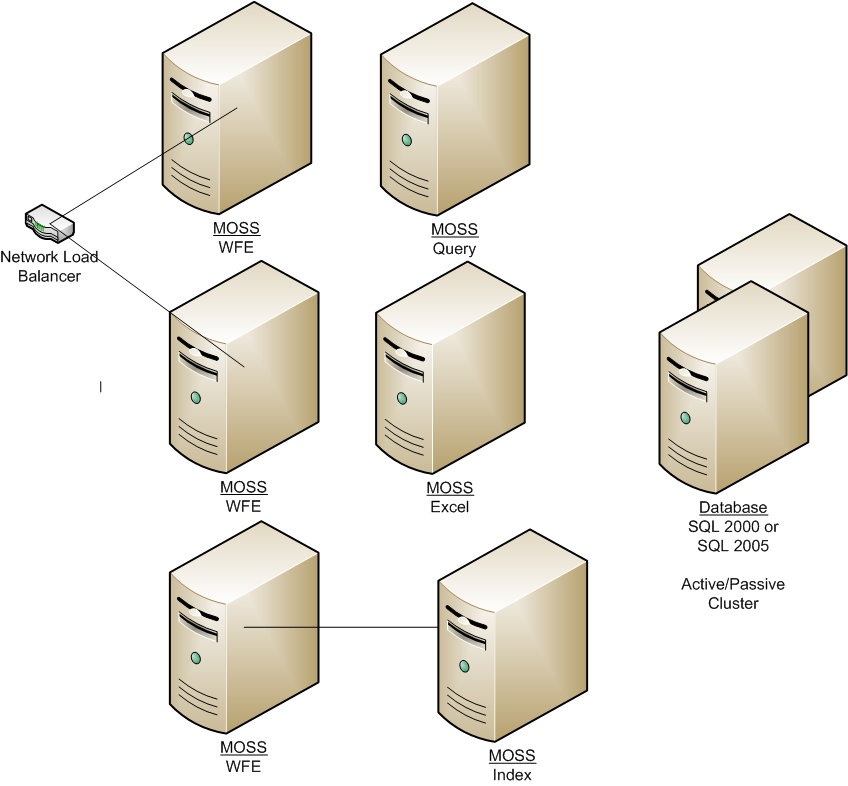 MOSS
WFE
MOSS
Query
Network Load
Balancer
MOSS
WFE
MOSS
Excel
Database
SQL 2000 or
SQL 2005
Active/Passive
Cluster
MOSS
WFE
MOSS
Index